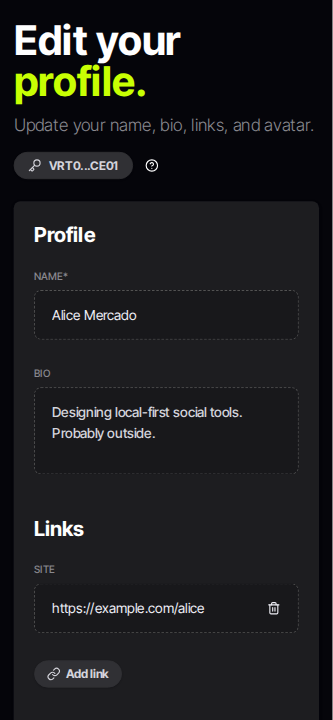 Edit your
profile.
Update your name, bio, links, and avatar.
VRT0...CE01
Profile
NAME*
Alice Mercado
BIO
Designing local-first social tools.
Probably outside.
Links
SITE
https://example.com/alice
Add link